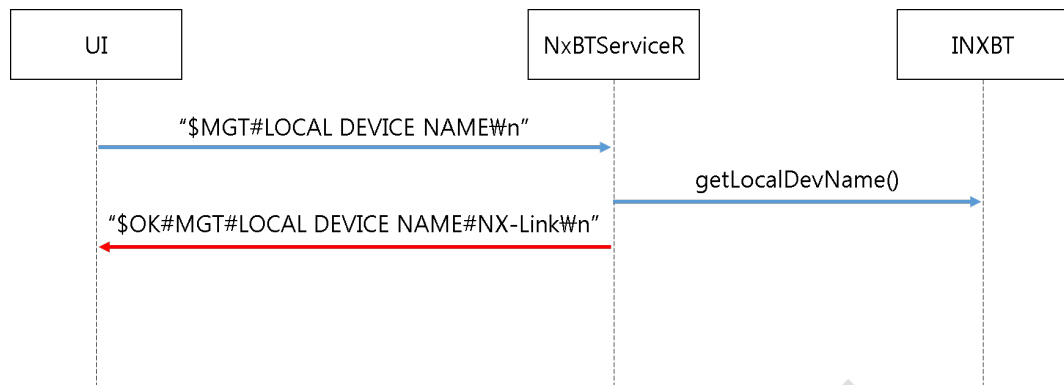 UI
NxBTServiceR
INXBT
“$MGT#LOCAL DEVICE NAME₩n”
getLocalDevName()
“$OK#MGT#LOCAL DEVICE NAME#NX-Link₩n”